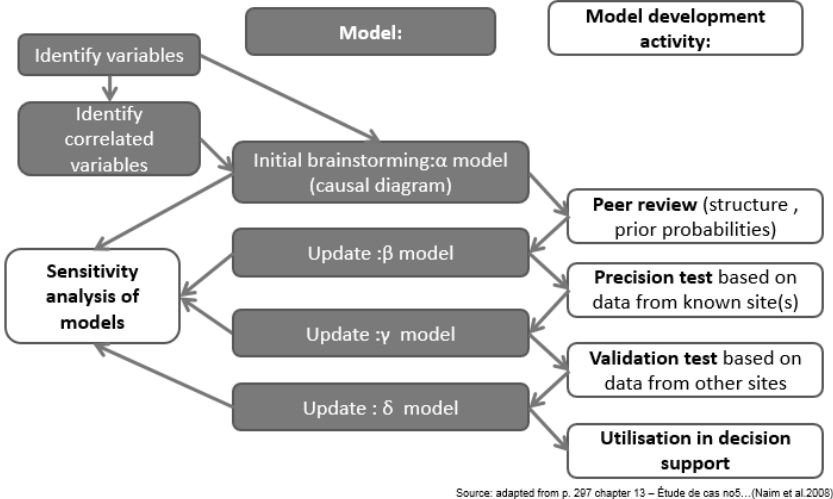 Model:
Model development
activity:
Identify variables
Identify
correlated
variables
Initial brainstorming:α model
(causal diagram)
Peer review (structure ,
prior probabilities)
Update :β model
Sensitivity
analysis of
models
Precision test based on
data from known site(s)
Update :γ model
Validation test based on
data from other sites
Update : δ model
Utilisation in decision
support
Source: adapted from p. 297 chapter 13 – Étude de cas no5...(Naim et al.2008)